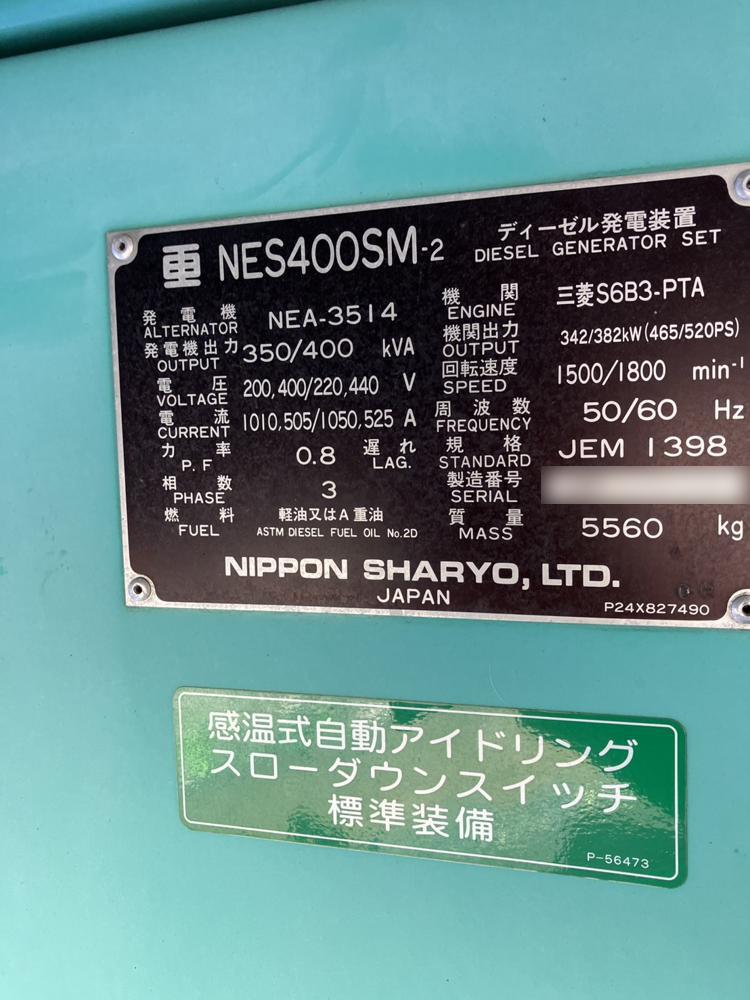 NES400SM-2 ディーゼル発電装置
DIESEL GENERATOR SET
発電機 ALTERNATOR NEA-3514
発電機出力 OUTPUT 350/400 kVA
電圧 VOLTAGE 200,400/220,440 V
電流 CURRENT 1010,505/1050,525 A
力率 P.F 0.8 遅れ LAG.
相数 PHASE 3
燃料 FUEL 軽油又はA重油
ASTM DIESEL FUEL OIL No.2D
機関 ENGINE 三菱S6B3-PTA
機関出力 OUTPUT 342/382kW(465/520PS)
回転速度 SPEED 1500/1800 min-1
周波数 FREQUENCY 50/60 Hz
規格 STANDARD JEM 1398
製造番号 SERIAL
質量 MASS 5560 kg
NIPPON SHARYO, LTD.
JAPAN
P24X827490
感温式自動アイドリング
スローダウンスイッチ
標準装備
P-56473